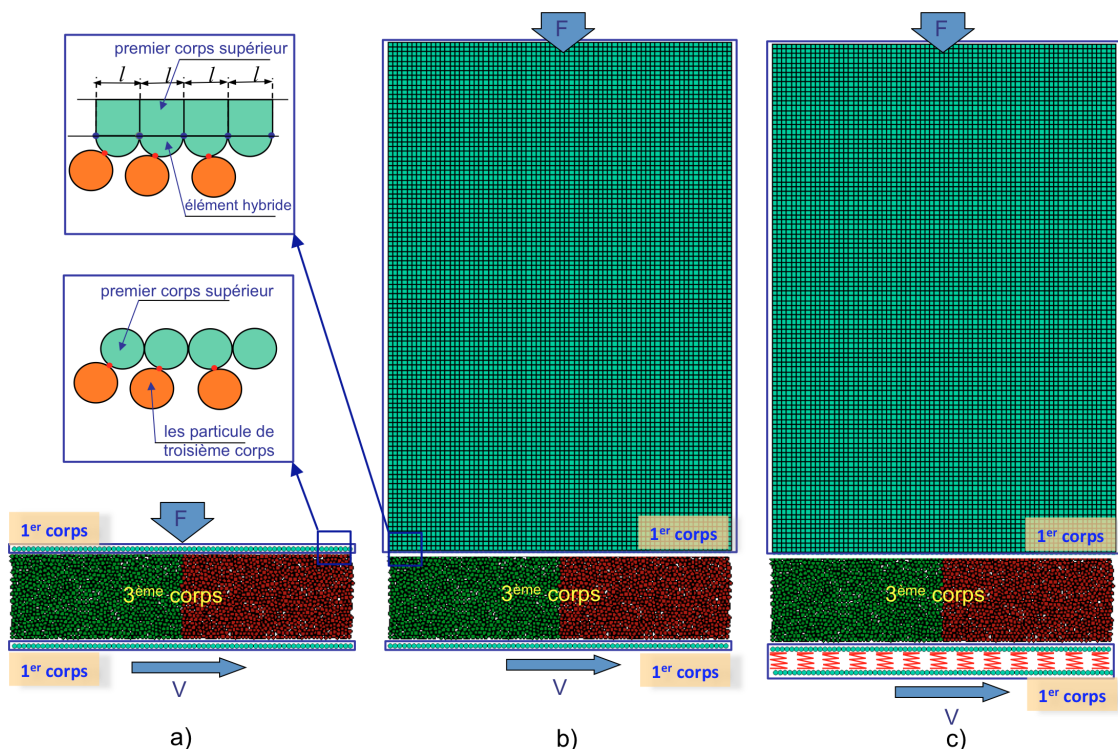 premier corps supérieur
l l l l
élément hybride
premier corps supérieur
les particule de
troisième corps
F
1er corps
3ème corps
1er corps
V
a)
F
1er corps
3ème corps
1er corps
V
b)
F
1er corps
3ème corps
1er corps
V
c)